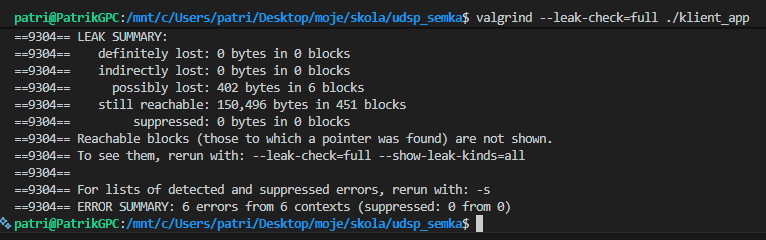 patri@PatrikGPC:/mnt/c/Users/patri/Desktop/moje/skola/udsp_semka$ valgrind --leak-check=full ./klient_app
==9304== LEAK SUMMARY:
==9304==    definitely lost: 0 bytes in 0 blocks
==9304==    indirectly lost: 0 bytes in 0 blocks
==9304==      possibly lost: 402 bytes in 6 blocks
==9304==    still reachable: 150,496 bytes in 451 blocks
==9304==         suppressed: 0 bytes in 0 blocks
==9304== Reachable blocks (those to which a pointer was found) are not shown.
==9304== To see them, rerun with: --leak-check=full --show-leak-kinds=all
==9304==
==9304== For lists of detected and suppressed errors, rerun with: -s
==9304== ERROR SUMMARY: 6 errors from 6 contexts (suppressed: 0 from 0)
patri@PatrikGPC:/mnt/c/Users/patri/Desktop/moje/skola/udsp_semka$